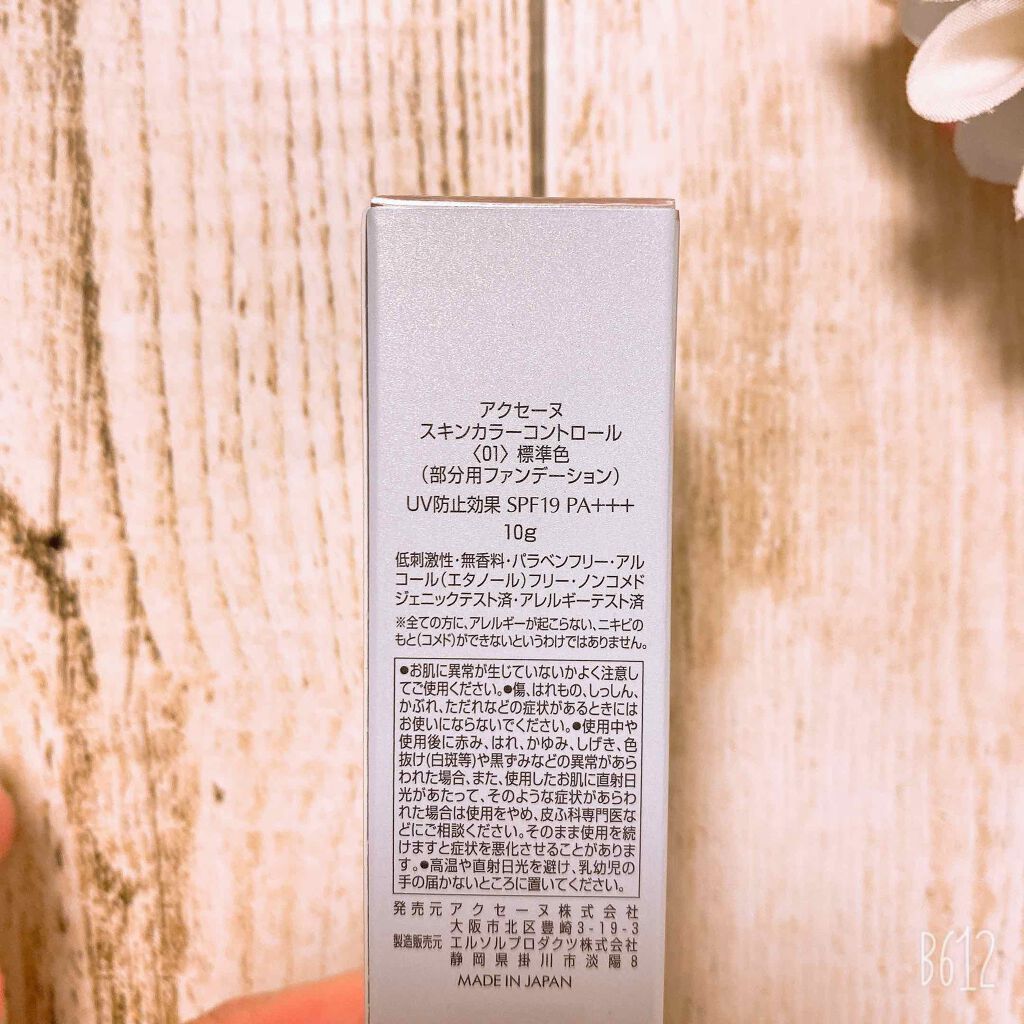 アクセーヌ
スキンカラーコントロール
〈01〉標準色
(部分用ファンデーション)
UV防止効果 SPF19 PA+++
10g
低刺激性・無香料・パラベンフリー・アル
コール(エタノール)フリー・ノンコメド
ジェニックテスト済・アレルギーテスト済
※全ての方に、アレルギーが起こらない、ニキビの
もと(コメド)ができないというわけではありません。
●お肌に異常が生じていないかよく注意し
てご使用ください。●傷、はれもの、しっしん、
かぶれ、ただれなどの症状があるときには
お使いにならないでください。●使用中や
使用後に赤み、はれ、かゆみ、しげき、色
抜け(白斑等)や黒ずみなどの異常があら
われた場合、また、使用したお肌に直射日
光があたって、そのような症状があらわ
れた場合は使用をやめ、皮ふ科専門医な
どにご相談ください。そのまま使用を続
けますと症状を悪化させることがありま
す。●高温や直射日光を避け、乳幼児の
手の届かないところに置いてください。
発売元 アクセーヌ株式会社
大阪市北区豊崎3-19-3
製造販売元 エルソルプロダクツ株式会社
静岡県掛川市淡陽8
MADE IN JAPAN
B612